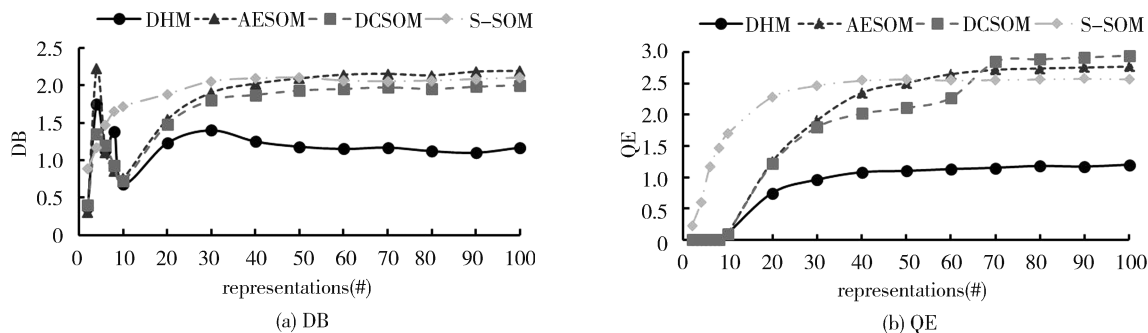 DHM AESOM DCSOM S-SOM
2.5
2.0
1.5
1.0
0.5
0
DB
0 10 20 30 40 50 60 70 80 90 100
representations(#)
(a) DB
DHM AESOM DCSOM S-SOM
3.0
2.5
2.0
1.5
1.0
0.5
0
QE
0 10 20 30 40 50 60 70 80 90 100
representations(#)
(b) QE